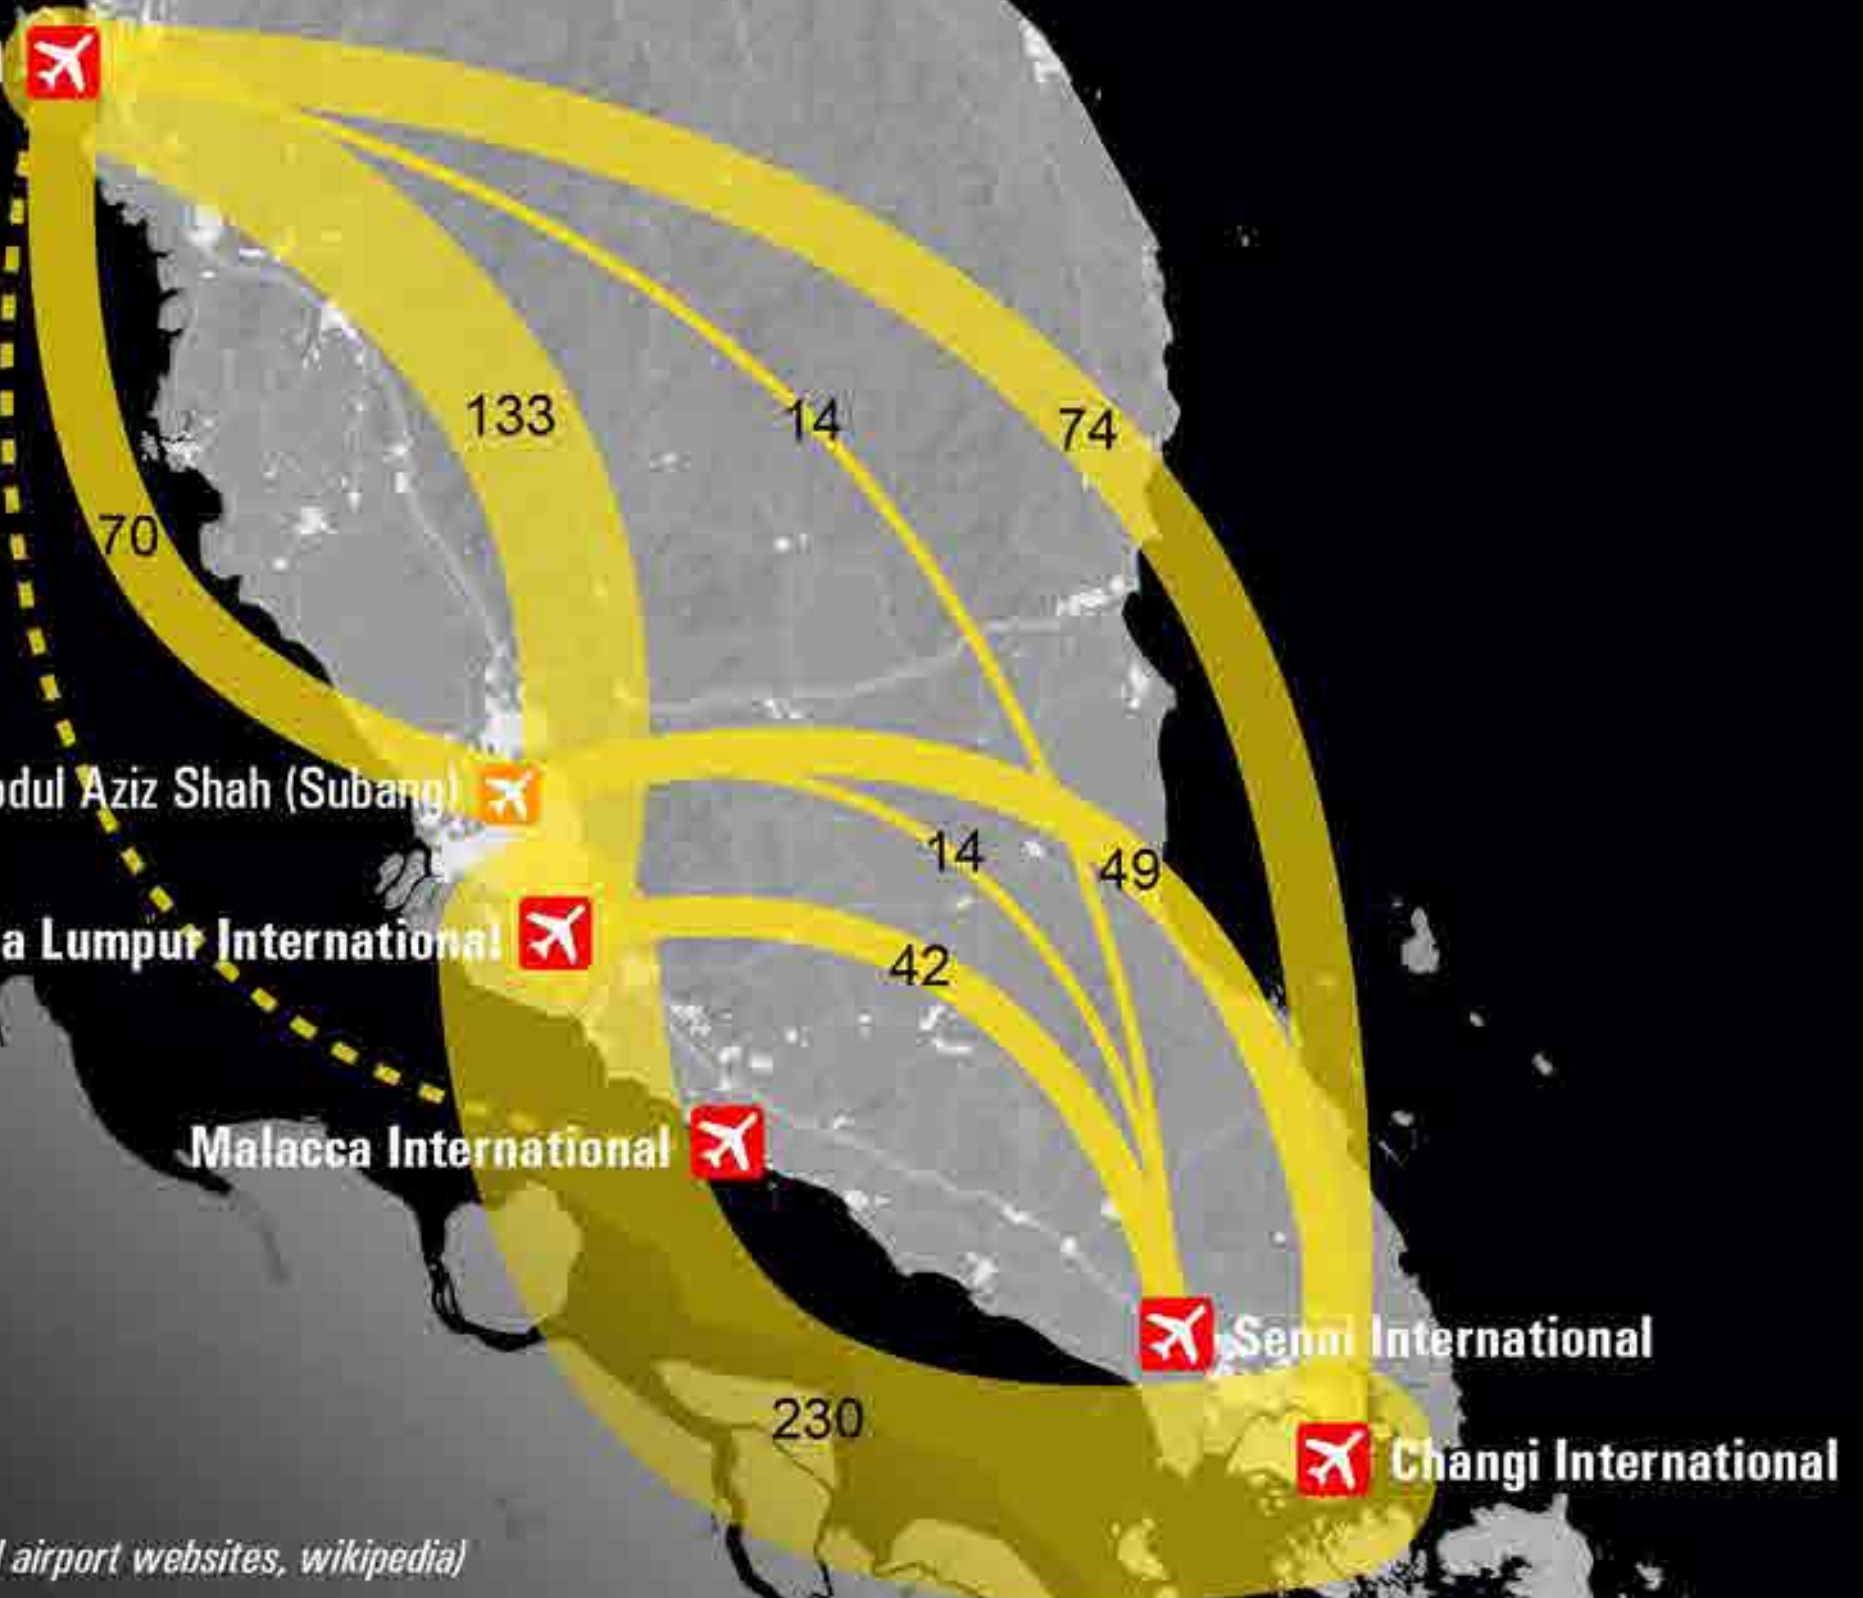 133
14
74
70
dul Aziz Shah (Subang)
14
49
a Lumpur International
42
Malacca International
Senai International
230
Changi International
airport websites, wikipedia)